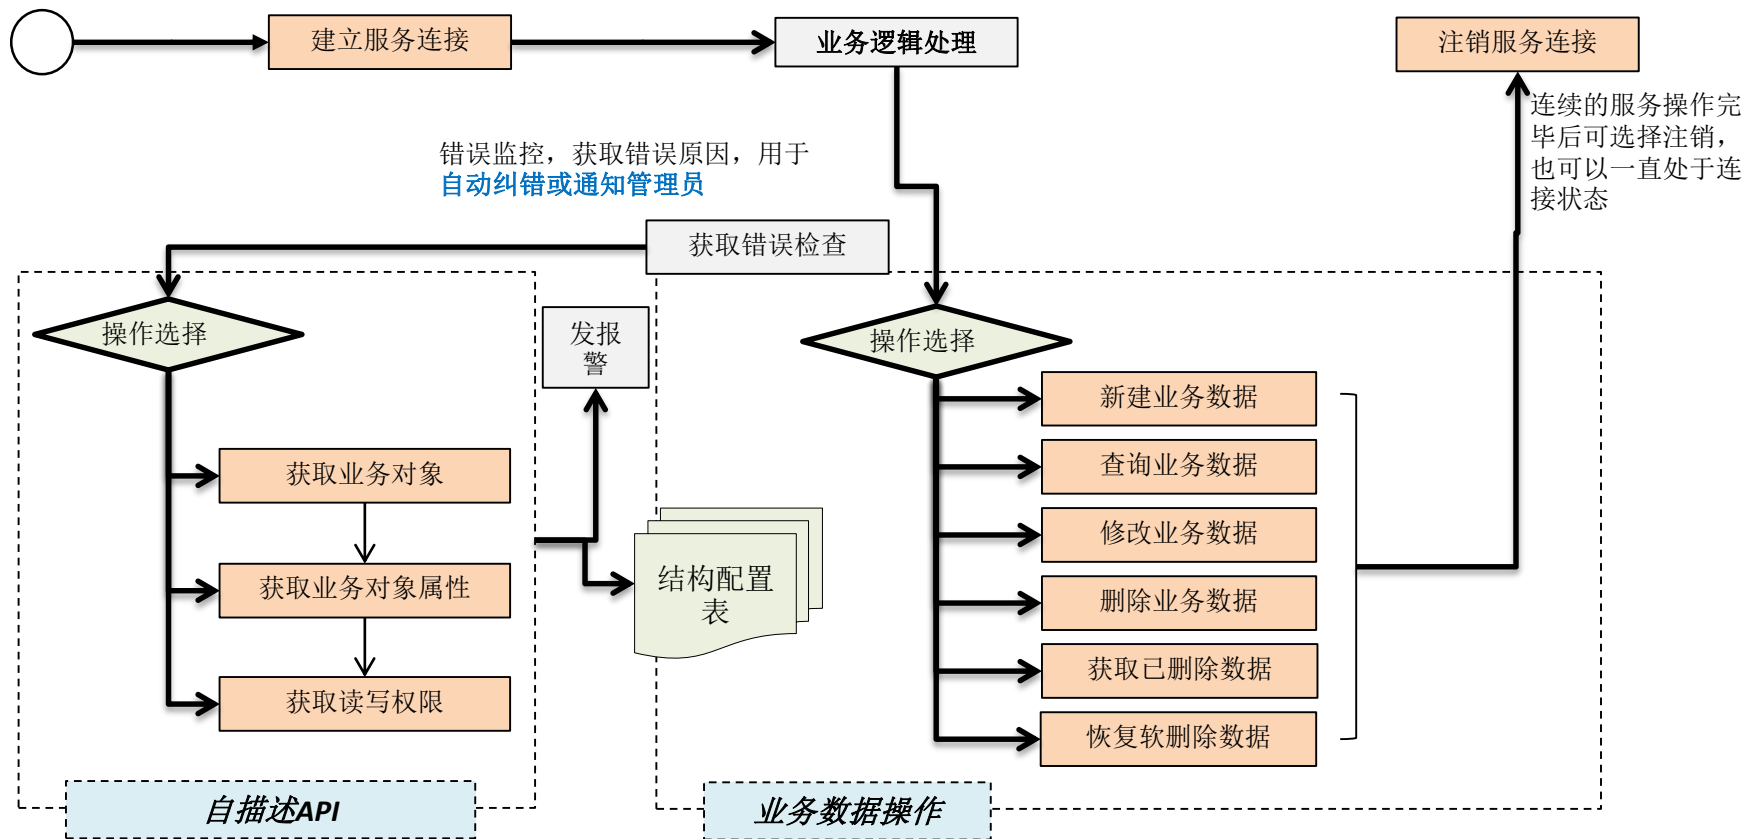 建立服务连接
业务逻辑处理
注销服务连接
连续的服务操作完
毕后可选择注销，
也可以一直处于连
接状态
错误监控，获取错误原因，用于
自动纠错或通知管理员
获取错误检查
操作选择
发报
警
操作选择
获取业务对象
获取业务对象属性
获取读写权限
结构配置
表
新建业务数据
查询业务数据
修改业务数据
删除业务数据
获取已删除数据
恢复软删除数据
自描述API
业务数据操作